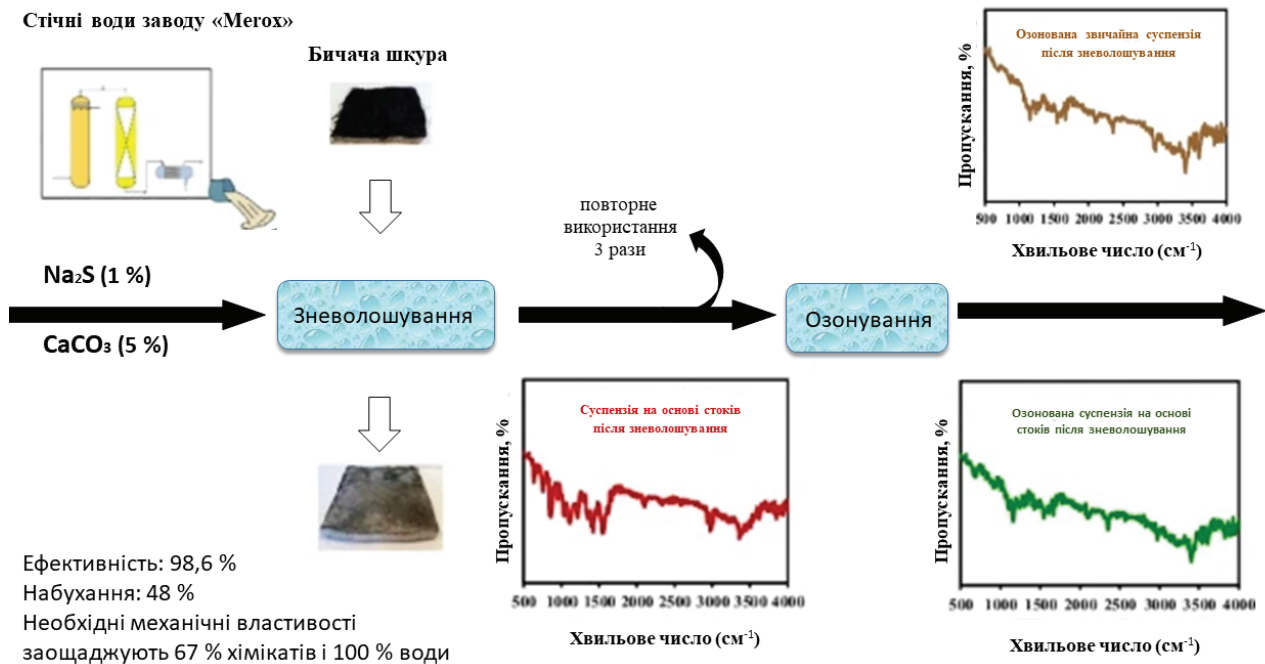 Стічні води заводу «Merox»
Бичача шкура
Na₂S (1 %)
CaCO₃ (5 %)
Зневолошування
повторне
використання
3 рази
Озонування
Озонована звичайна суспензія
після зневолошування
Пропускання, %
500 1000 1500 2000 2500 3000 3500 4000
Хвильове число (см⁻¹)
Суспензія на основі стоків
після зневолошування
Пропускання, %
500 1000 1500 2000 2500 3000 3500 4000
Хвильове число (см⁻¹)
Озонована суспензія на основі
стоків після зневолошування
Пропускання, %
500 1000 1500 2000 2500 3000 3500 4000
Хвильове число (см⁻¹)
Ефективність: 98,6 %
Набухання: 48 %
Необхідні механічні властивості
заощаджують 67 % хімікатів і 100 % води